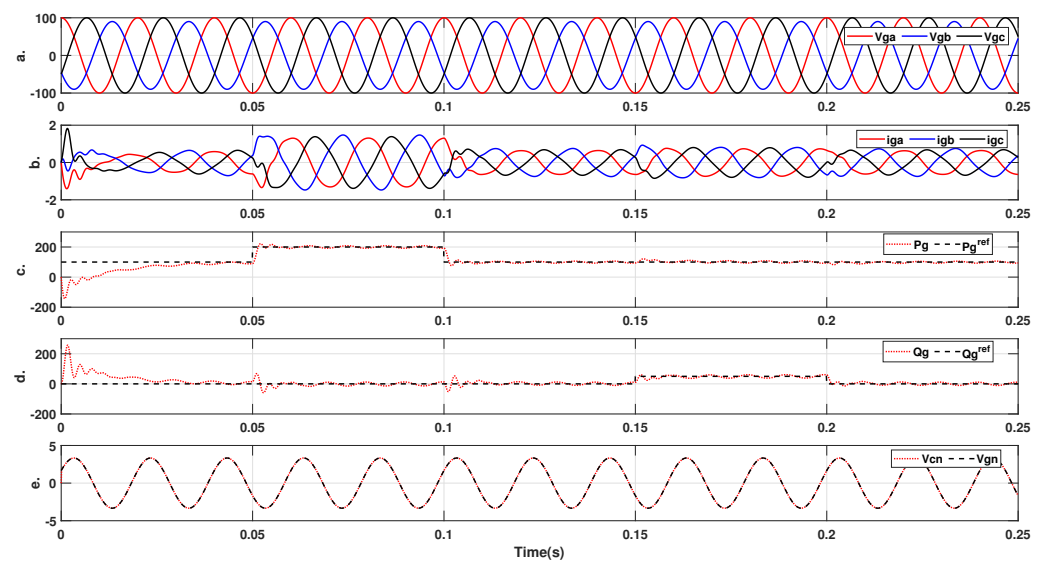 100
0
-100
a.
Vga Vgb Vgc
0 0.05 0.1 0.15 0.2 0.25
2
0
-2
b.
iga igb igc
0 0.05 0.1 0.15 0.2 0.25
200
0
-200
c.
Pg Pg^ref
0 0.05 0.1 0.15 0.2 0.25
200
0
-200
d.
Qg Qg^ref
0 0.05 0.1 0.15 0.2 0.25
5
0
-5
e.
Vcn Vgn
0 0.05 0.1 0.15 0.2 0.25
Time(s)